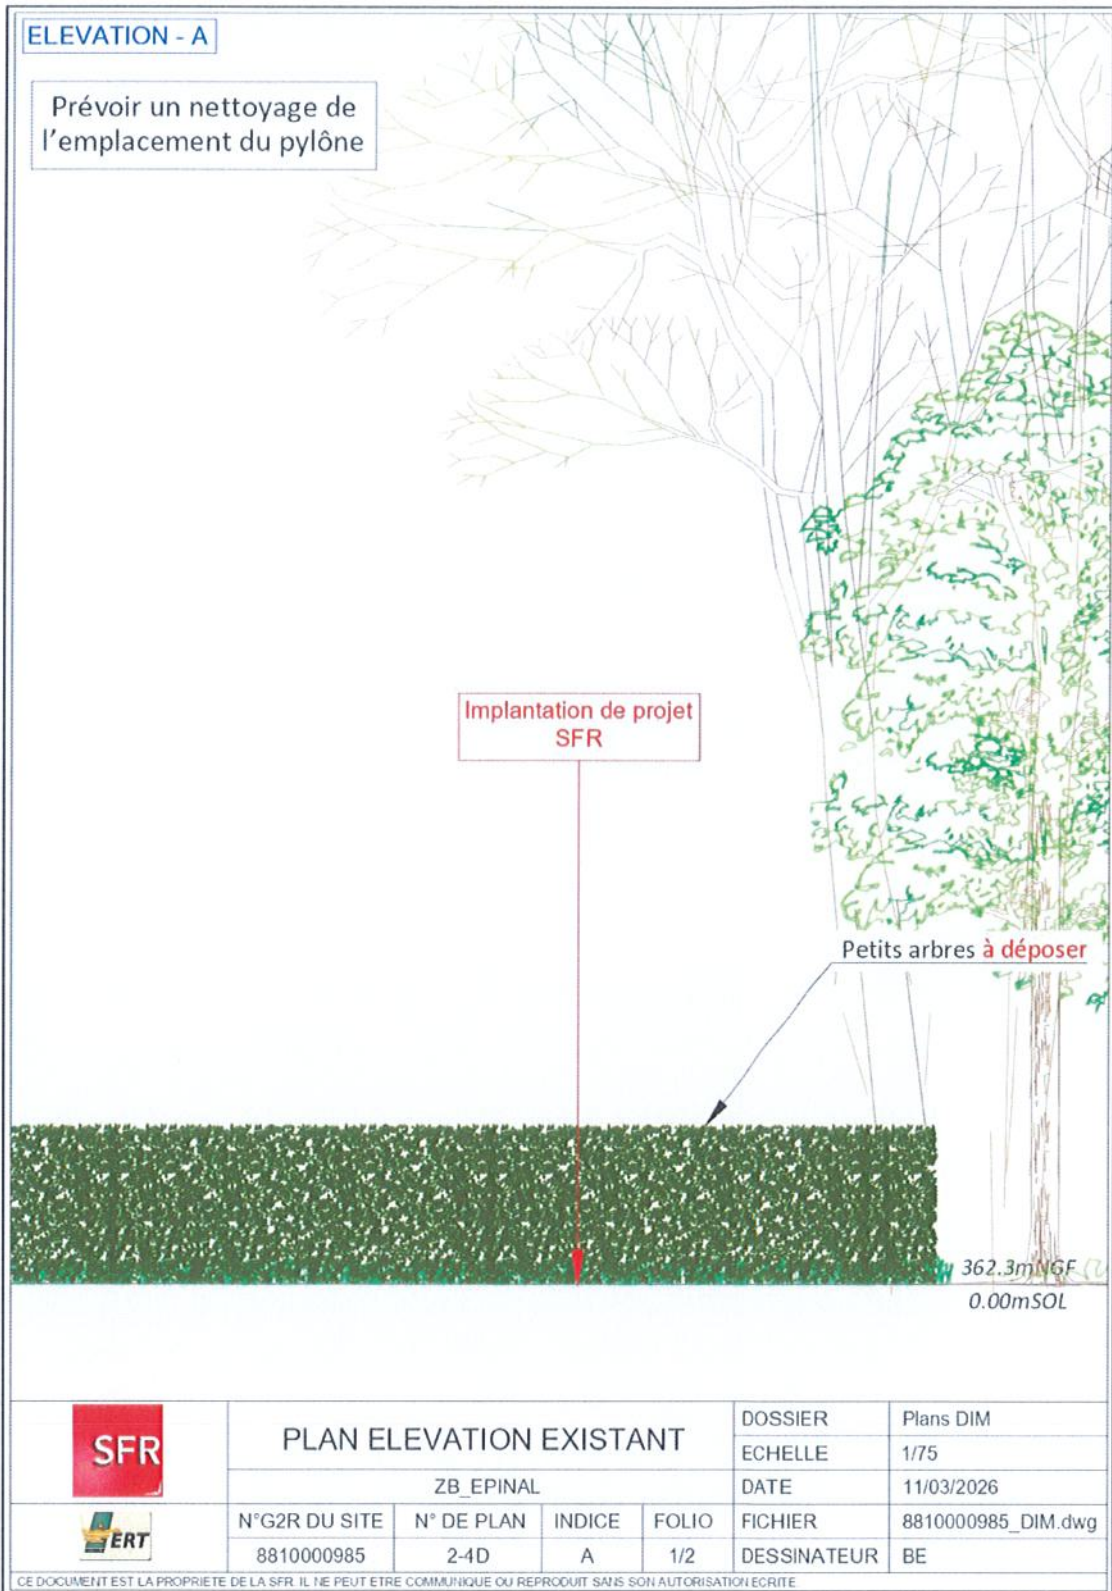 ELEVATION - A
Prévoir un nettoyage de
l'emplacement du pylône
Implantation de projet
SFR
Petits arbres à déposer
362.3mNGF
0.00mSOL
SFR
PLAN ELEVATION EXISTANT
DOSSIER
Plans DIM
ECHELLE
1/75
ZB_EPINAL
DATE
11/03/2026
ERT
N°G2R DU SITE
N° DE PLAN
INDICE
FOLIO
FICHIER
8810000985_DIM.dwg
8810000985
2-4D
A
1/2
DESSINATEUR
BE
CE DOCUMENT EST LA PROPRIETE DE LA SFR. IL NE PEUT ETRE COMMUNIQUE OU REPRODUIT SANS SON AUTORISATION ECRITE